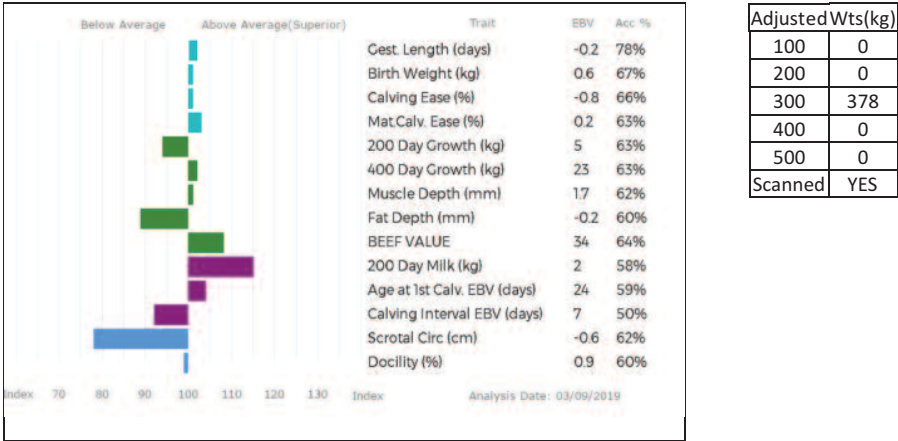 Below Average Above Average(Superior) Trait EBV Acc %
Gest. Length (days) -0.2 78%
Birth Weight (kg) 0.6 67%
Calving Ease (%) -0.8 66%
Mat.Calv. Ease (%) 0.2 63%
200 Day Growth (kg) 5 63%
400 Day Growth (kg) 23 63%
Muscle Depth (mm) 1.7 62%
Fat Depth (mm) -0.2 60%
BEEF VALUE 34 64%
200 Day Milk (kg) 2 58%
Age at 1st Calv. EBV (days) 24 59%
Calving Interval EBV (days) 7 50%
Scrotal Circ (cm) -0.6 62%
Docility (%) 0.9 60%
Index 70 80 90 100 110 120 130 Index Analysis Date: 03/09/2019
Adjusted Wts(kg)
100 0
200 0
300 378
400 0
500 0
Scanned YES